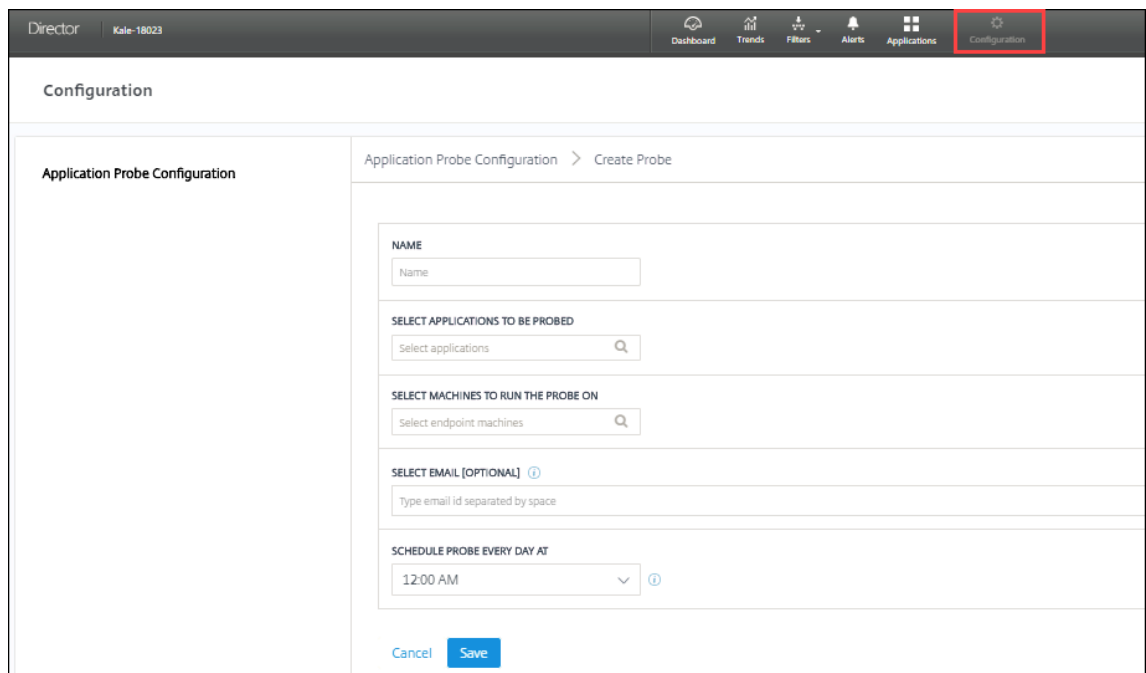 Director Kale-18023 Dashboard Trends Filters Alerts Applications Configuration
Configuration
Application Probe Configuration
Application Probe Configuration > Create Probe
NAME
Name
SELECT APPLICATIONS TO BE PROBED
Select applications
SELECT MACHINES TO RUN THE PROBE ON
Select endpoint machines
SELECT EMAIL [OPTIONAL]
Type email id separated by space
SCHEDULE PROBE EVERY DAY AT
12:00 AM
Cancel Save